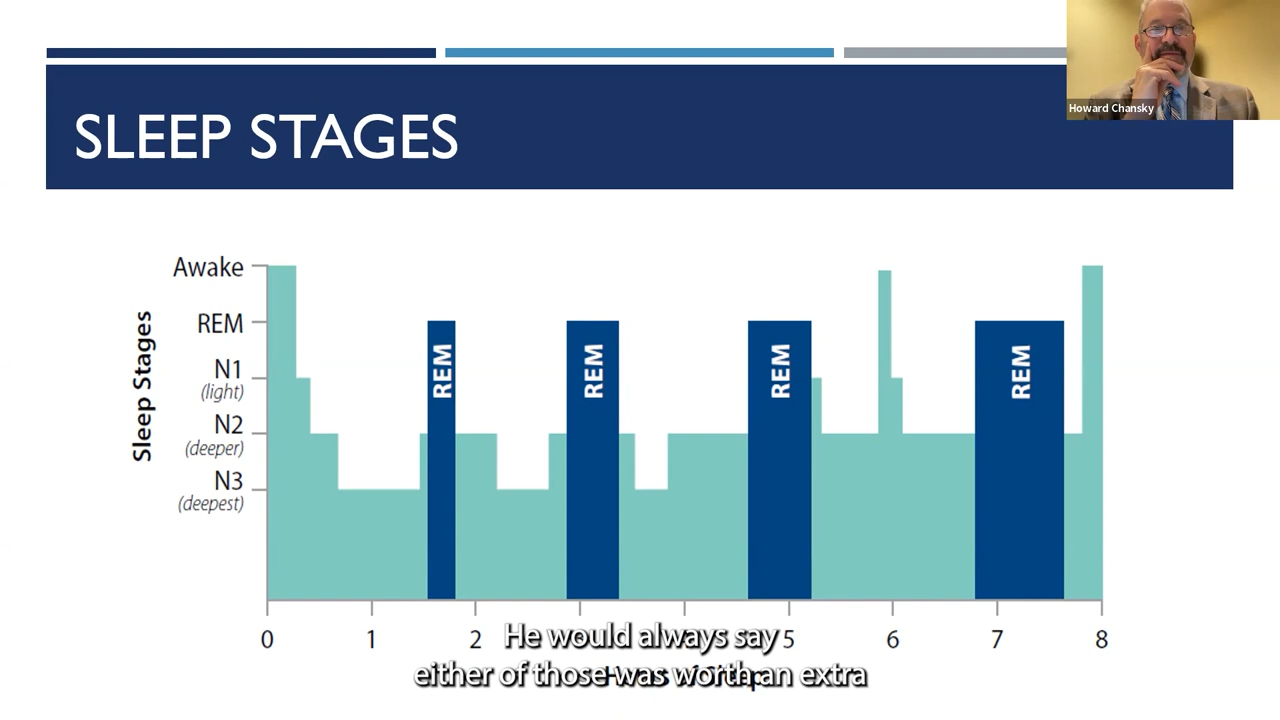 Howard Chansky
SLEEP STAGES
Sleep Stages
Awake
REM
N1
(light)
N2
(deeper)
N3
(deepest)
REM
REM
REM
REM
0 1 2 5 6 7 8
He would always say
either of those was worth an extra